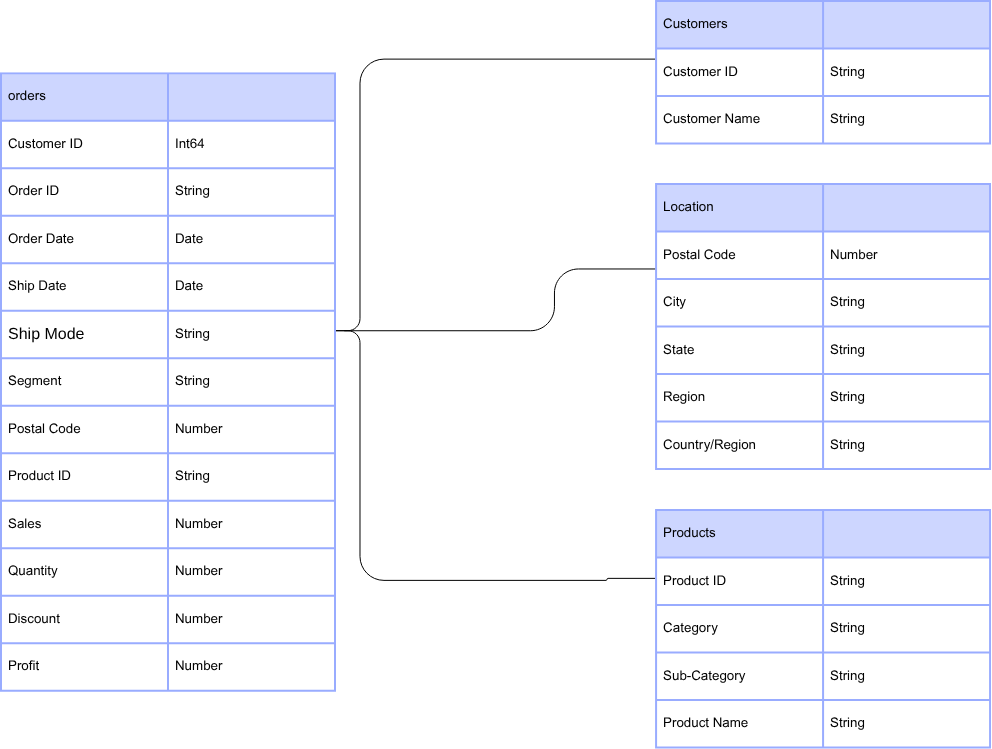 orders
Customer ID Int64
Order ID String
Order Date Date
Ship Date Date
Ship Mode String
Segment String
Postal Code Number
Product ID String
Sales Number
Quantity Number
Discount Number
Profit Number
Customers
Customer ID String
Customer Name String
Location
Postal Code Number
City String
State String
Region String
Country/Region String
Products
Product ID String
Category String
Sub-Category String
Product Name String